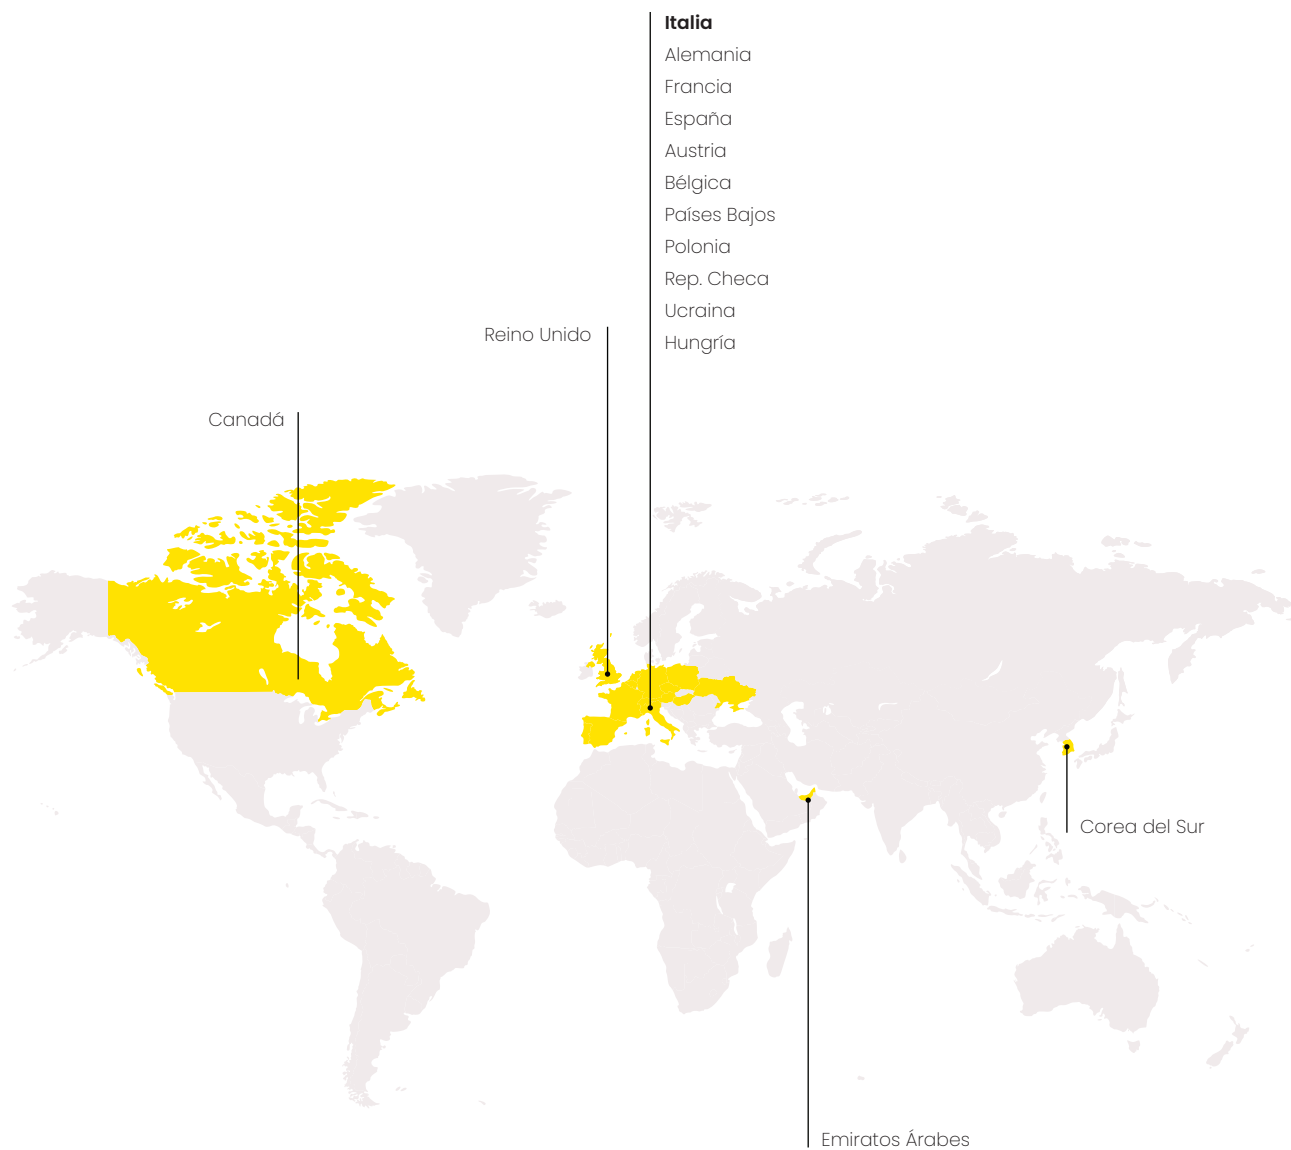 Italia
Alemania
Francia
España
Austria
Bélgica
Países Bajos
Polonia
Rep. Checa
Ucraina
Hungría
Reino Unido
Canadá
Corea del Sur
Emiratos Árabes